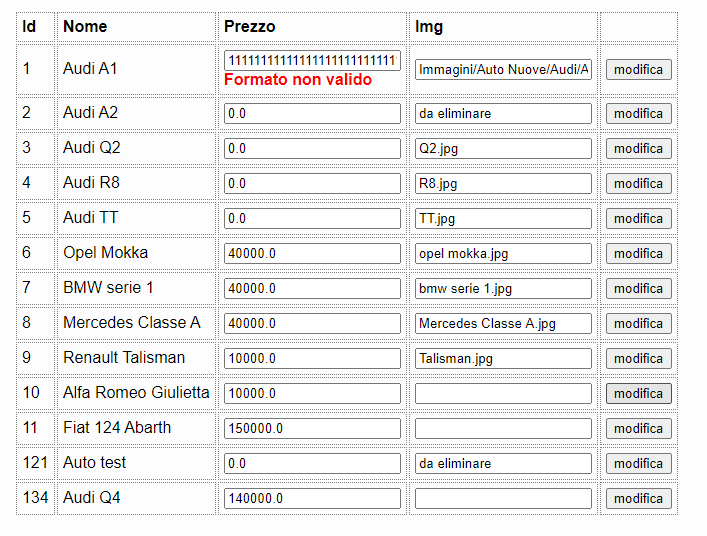 Id Nome Prezzo Img
1 Audi A1 11111111111111111111111111 Immagini/Auto Nuove/Audi/A modifica
Formato non valido
2 Audi A2 0.0 da eliminare modifica
3 Audi Q2 0.0 Q2.jpg modifica
4 Audi R8 0.0 R8.jpg modifica
5 Audi TT 0.0 TT.jpg modifica
6 Opel Mokka 40000.0 opel mokka.jpg modifica
7 BMW serie 1 40000.0 bmw serie 1.jpg modifica
8 Mercedes Classe A 40000.0 Mercedes Classe A.jpg modifica
9 Renault Talisman 10000.0 Talisman.jpg modifica
10 Alfa Romeo Giulietta 10000.0 modifica
11 Fiat 124 Abarth 150000.0 modifica
121 Auto test 0.0 da eliminare modifica
134 Audi Q4 140000.0 modifica